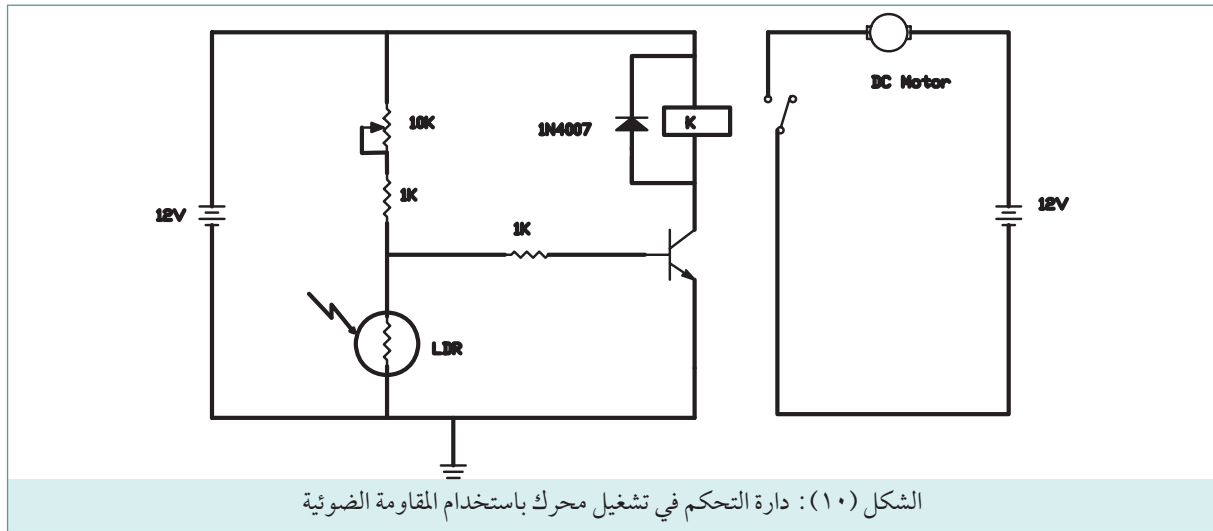 DC Motor
10K
1N4007
K
1K
12V
12V
1K
LDR
الشكل (١٠): دارة التحكم في تشغيل محرك باستخدام المقاومة الضوئية